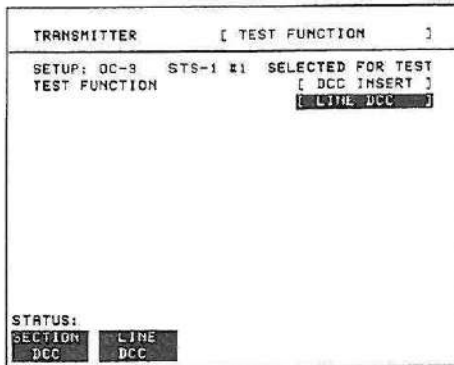 TRANSMITTER [ TEST FUNCTION ]
SETUP: OC-3 STS-1 #1 SELECTED FOR TEST
TEST FUNCTION [ DCC INSERT ]
[ LINE DCC ]
STATUS:
SECTION DCC
LINE DCC